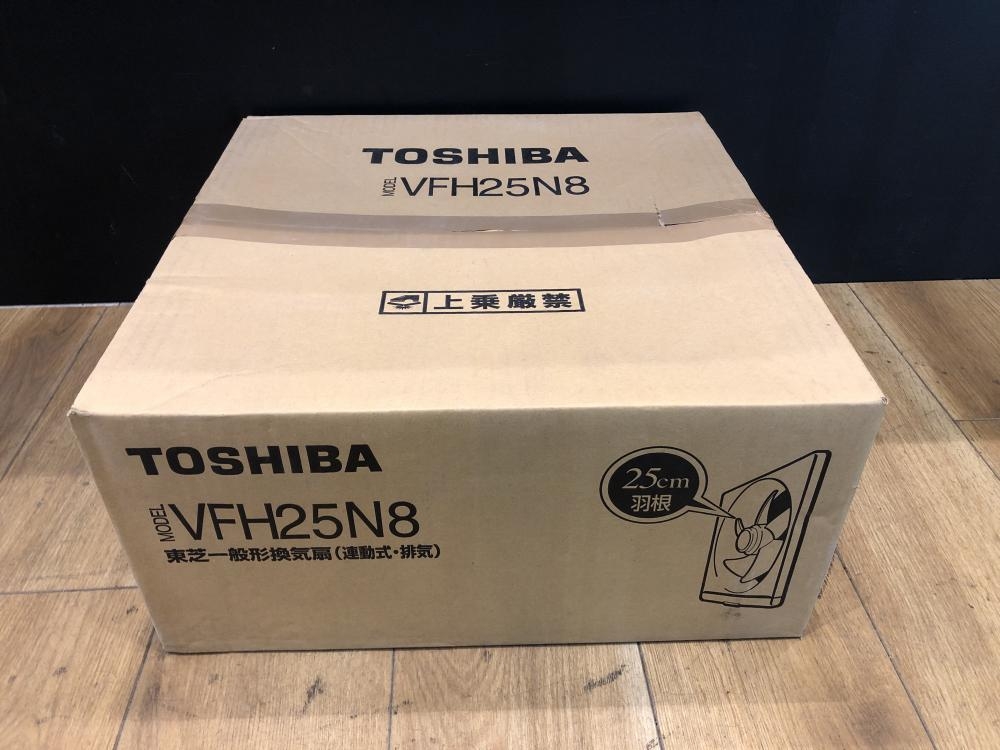 TOSHIBA
MODEL VFH25N8
上乗厳禁
TOSHIBA
MODEL VFH25N8
東芝一般形換気扇(連動式・排気)
25cm
羽根